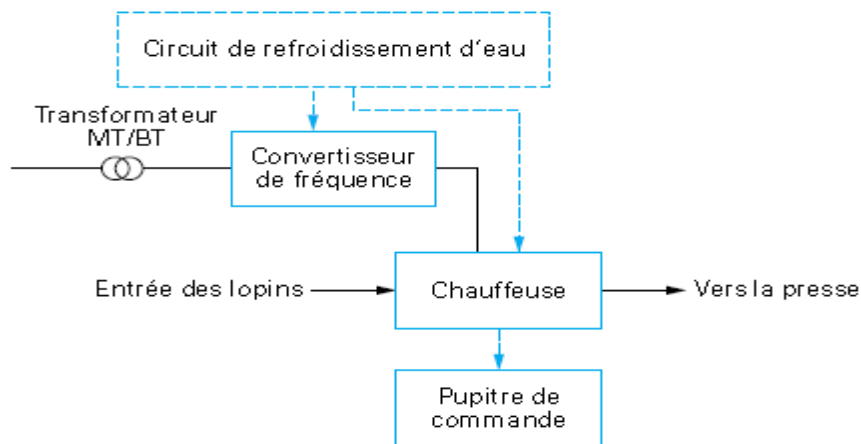 Circuit de refroidissement d'eau
Transformateur
MT/BT
Convertisseur
de fréquence
Entrée des lopins
Chauffeuse
Vers la presse
Pupitre de
commande